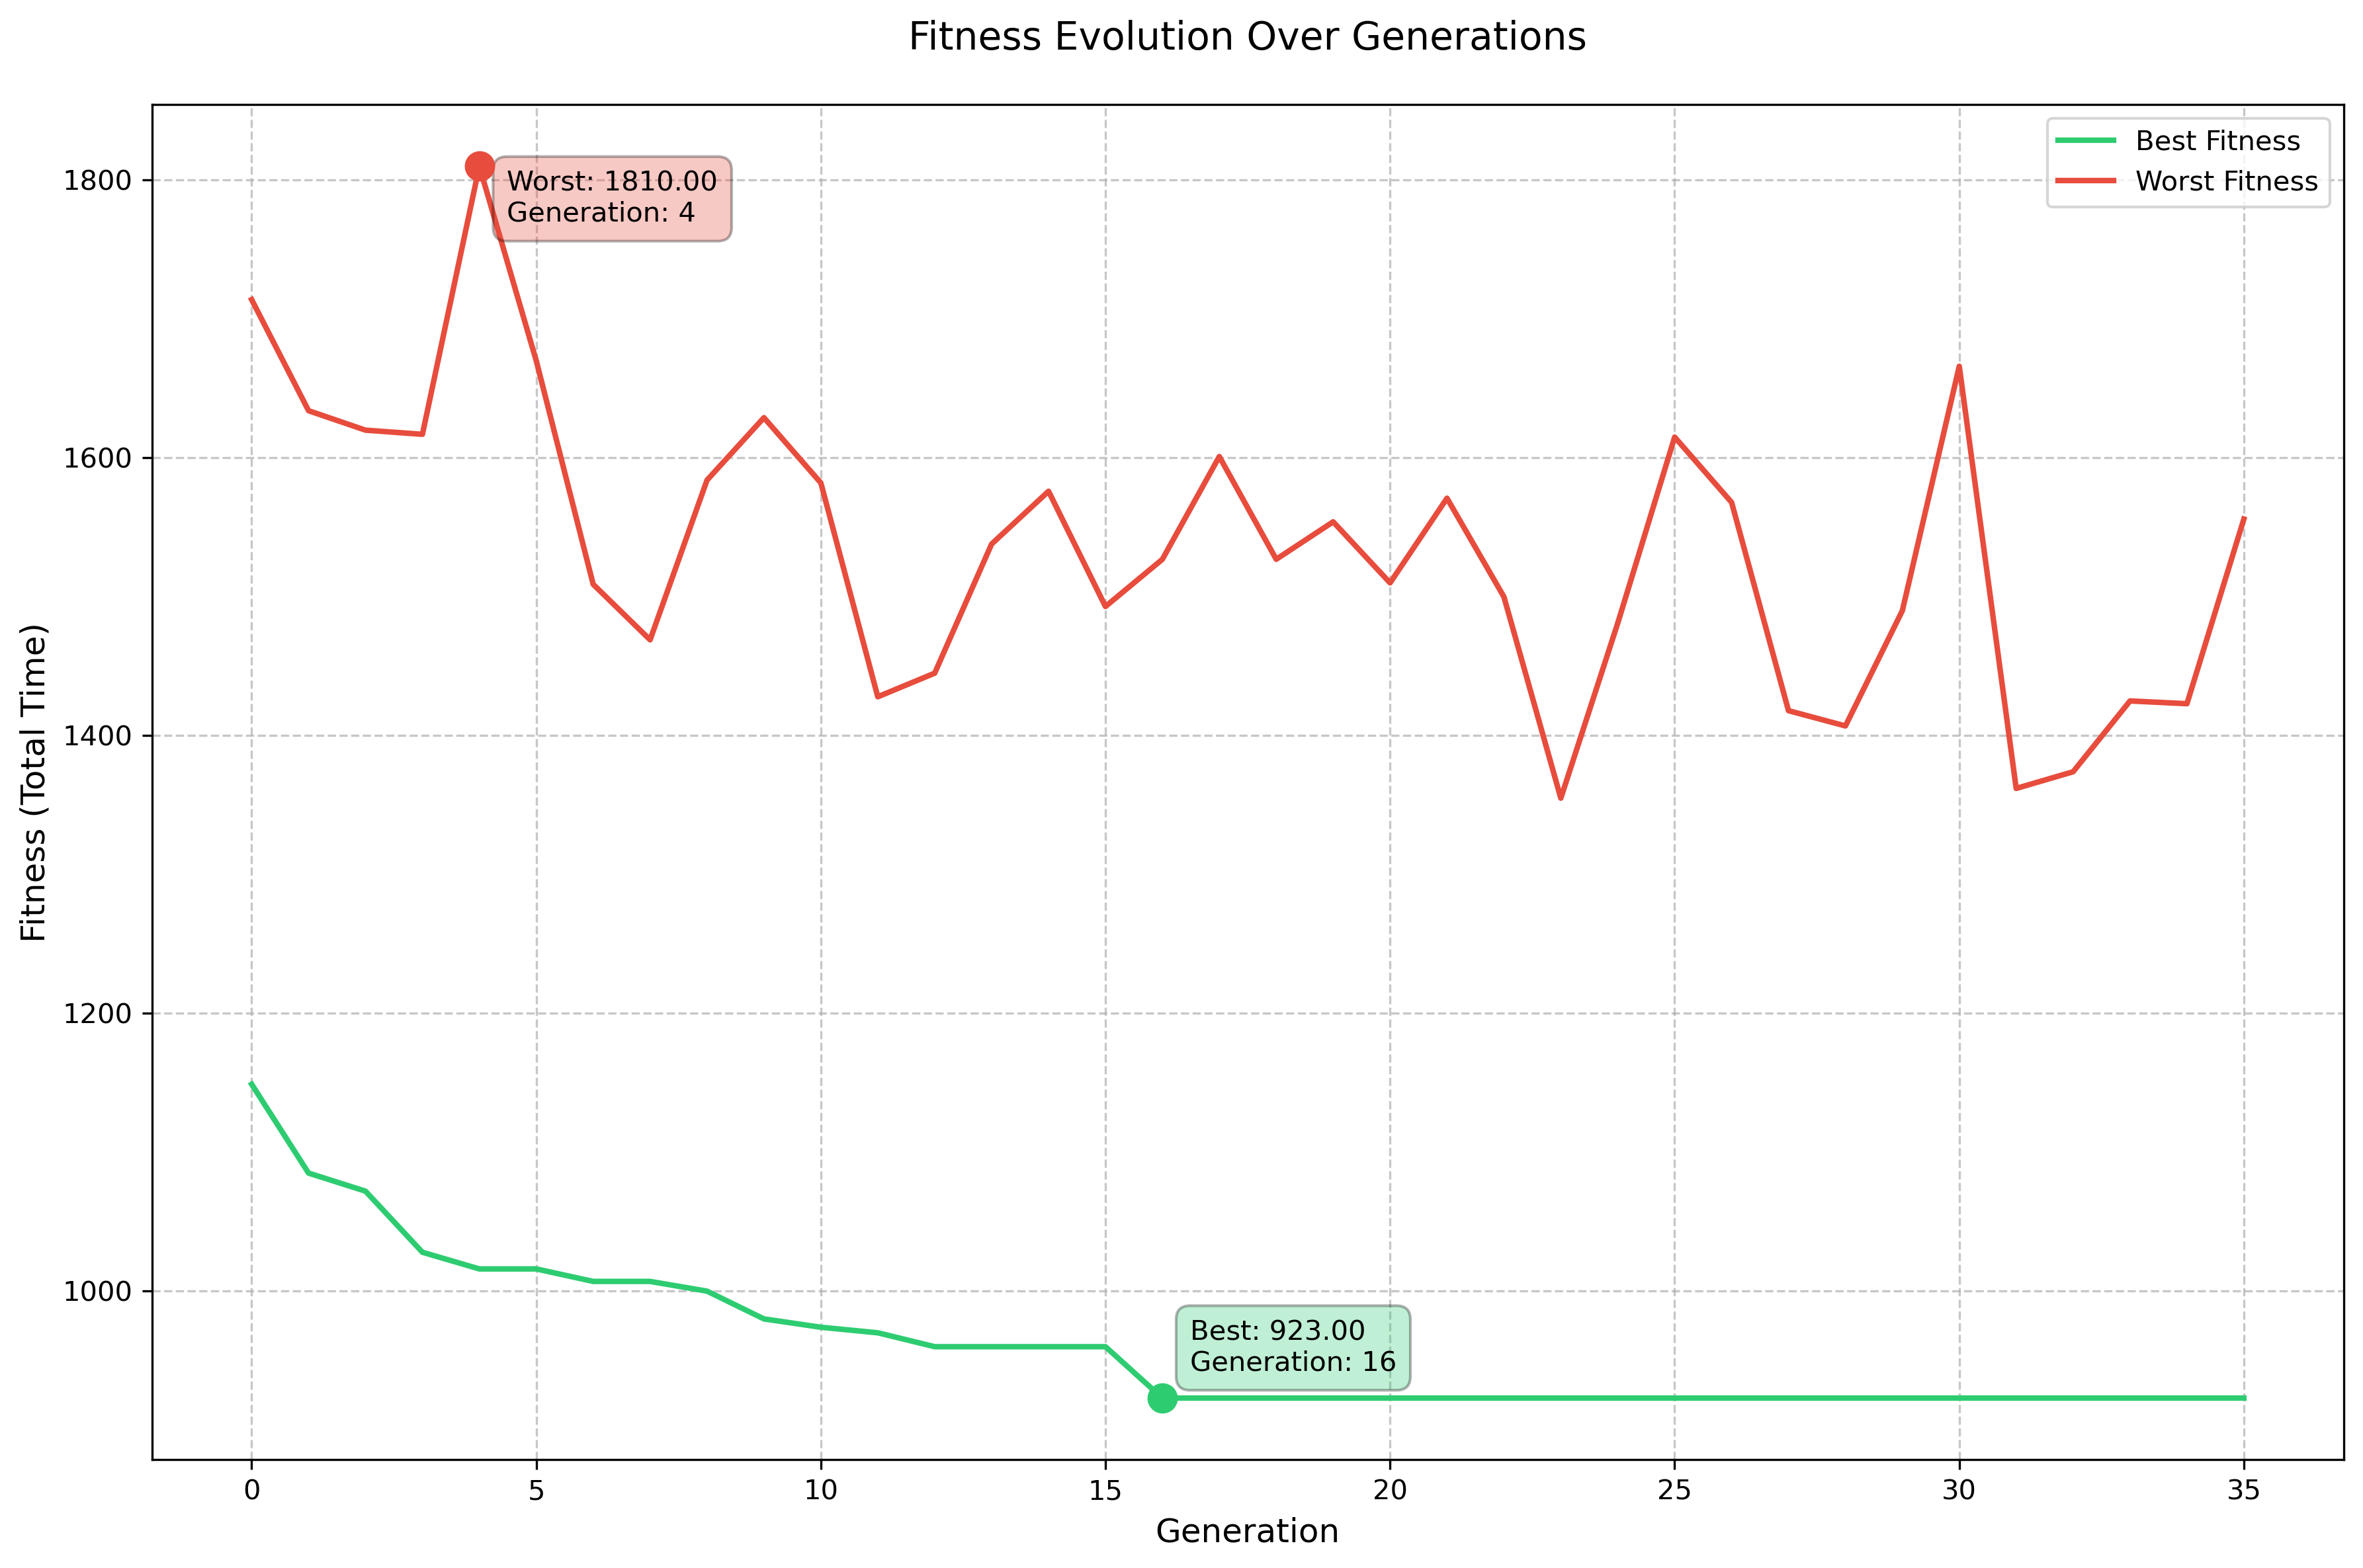 Fitness Evolution Over Generations
Best Fitness
Worst Fitness
Worst: 1810.00
Generation: 4
Best: 923.00
Generation: 16
Fitness (Total Time)
1800
1600
1400
1200
1000
0 5 10 15 20 25 30 35
Generation